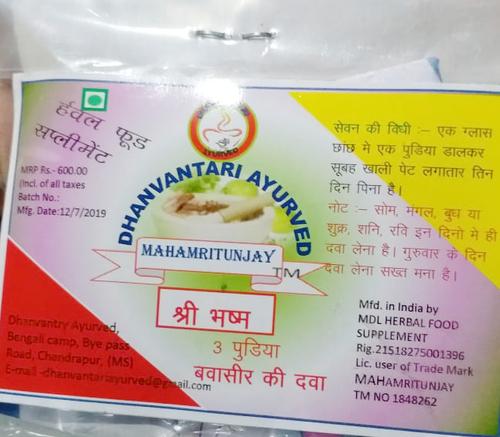 हर्वल फूड
सप्लीमेंट
MRP Rs.- 600.00
(Incl. of all taxes
Batch No.:
Mfg. Date:12/7/2019
AYURVED
DHANVANTARI AYURVED
MAHAMRITUNJAY
TM
श्री भष्म
3 पुडिया
बवासीर की दवा
Dhanvantry Ayurved,
Bengali camp, Bye pass
Road, Chandrapur, (MS)
E-mail -dhanvantariayurved@gmail.com
सेवन की विधी :– एक ग्लास
छांछ मे एक पुडिया डालकर
सूबह खाली पेट लगातार तिन
दिन पिना है।
नोट :– सोम, मंगल, बुध या
शुक्र, शनि, रवि इन दिनो मे ही
दवा लेना है। गुरुवार के दिन
दवा लेना सख्त मना है।
Mfd. in India by
MDL HERBAL FOOD
SUPPLEMENT
Rig.21518275001396
Lic. user of Trade Mark
MAHAMRITUNJAY
TM NO 1848262